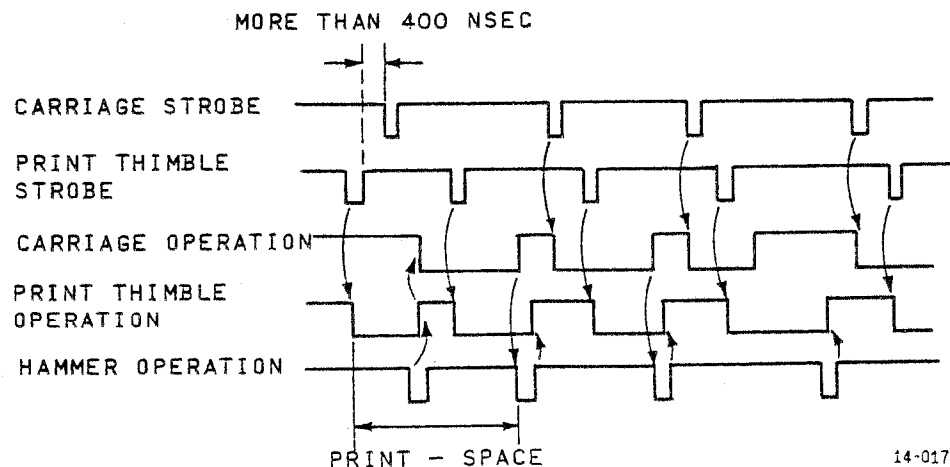 MORE THAN 400 NSEC
CARRIAGE STROBE
PRINT THIMBLE
STROBE
CARRIAGE OPERATION
PRINT THIMBLE
OPERATION
HAMMER OPERATION
PRINT - SPACE
14-017